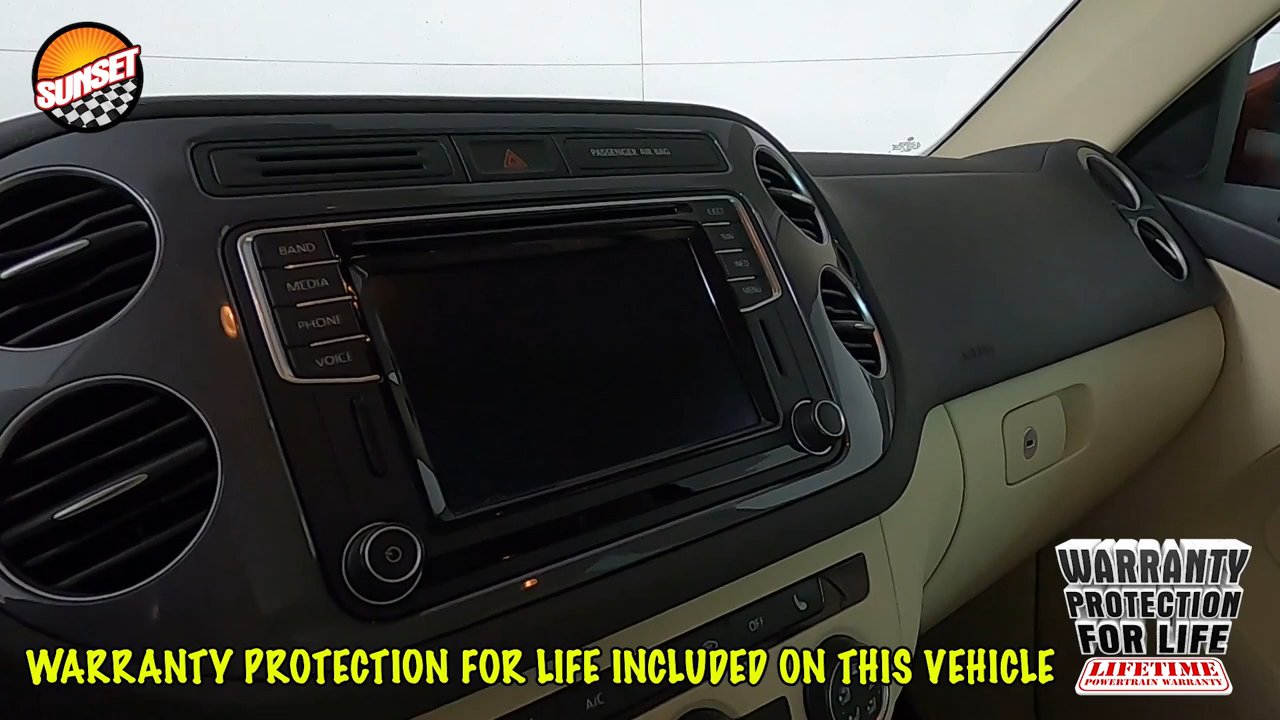 SUNSET
PASSENGER AIR BAG
BAND
MEDIA
PHONE
VOICE
EJECT
NAV
INFO
MENU
OFF
A/C
WARRANTY PROTECTION FOR LIFE INCLUDED ON THIS VEHICLE
WARRANTY
PROTECTION
FOR LIFE
LIFETIME
POWERTRAIN WARRANTY